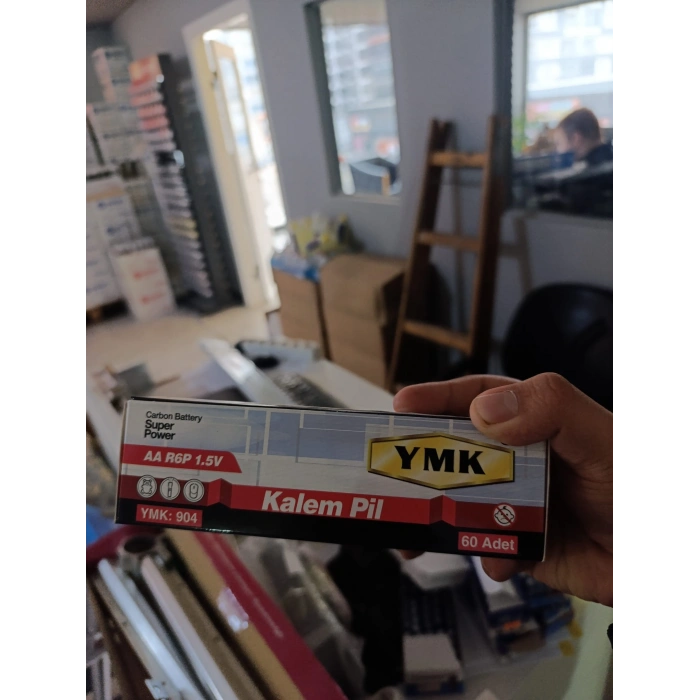 Carbon Battery
Super
Power
AA R6P 1.5V
YMK
Kalem Pil
YMK: 904
60 Adet